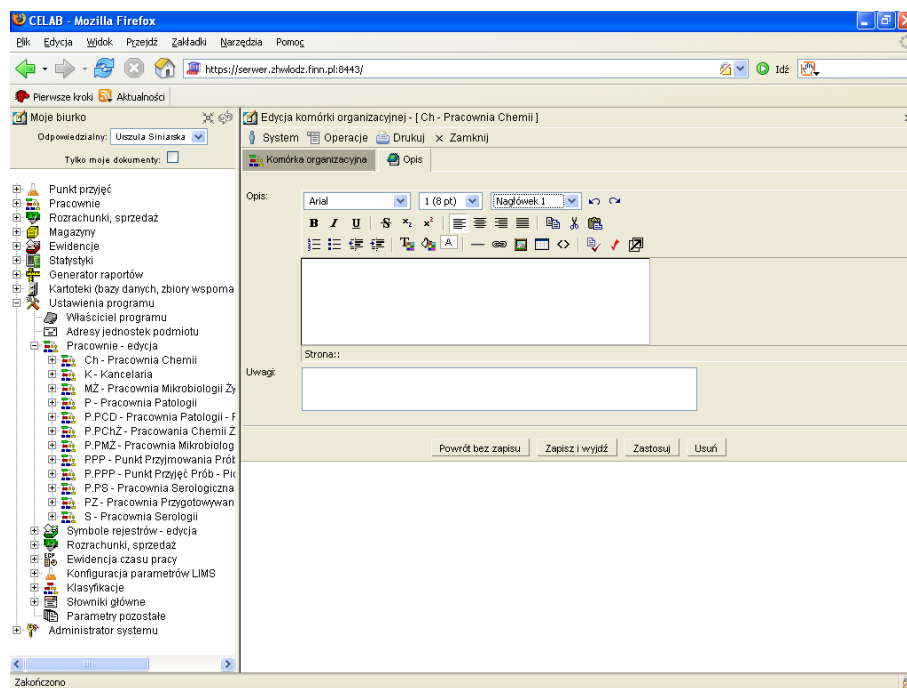 CELAB - Mozilla Firefox
Plik Edycja Widok Przejdź Zakładki Narzędzia Pomoc
https://serwer.zhwlodz.finn.pl:8443/ Idź
Pierwsze kroki Aktualności
Moje biurko
Odpowiedzialny: Urszula Siniarska
Tylko moje dokumenty:
Punkt przyjęć
Pracownie
Rozrachunki, sprzedaż
Magazyny
Ewidencje
Statystyki
Generator raportów
Kartoteki (bazy danych, zbiory wspoma
Ustawienia programu
Właściciel programu
Adresy jednostek podmiotu
Pracownie - edycja
Ch - Pracownia Chemii
K - Kancelaria
MŻ - Pracownia Mikrobiologii Ży
P - Pracownia Patologii
P.PCD - Pracownia Patologii - F
P.PChŻ - Pracowania Chemii Ż
P.PMŻ - Pracownia Mikrobiolog
PPP - Punkt Przyjmowania Prób
P.PPP - Punkt Przyjęć Prób - Pio
P.PS - Pracownia Serologiczna
PZ - Pracownia Przygotowywan
S - Pracownia Serologii
Symbole rejestrów - edycja
Rozrachunki, sprzedaż
Ewidencja czasu pracy
Konfiguracja parametrów LIMS
Klasyfikacje
Słowniki główne
Parametry pozostałe
Administrator systemu
Edycja komórki organizacyjnej - [ Ch - Pracownia Chemii ]
System Operacje Drukuj Zamknij
Komórka organizacyjna Opis
Opis: Arial 1 (8 pt) Nagłówek 1
Strona::
Uwagi:
Powrót bez zapisu Zapisz i wyjdź Zastosuj Usuń
Zakończono